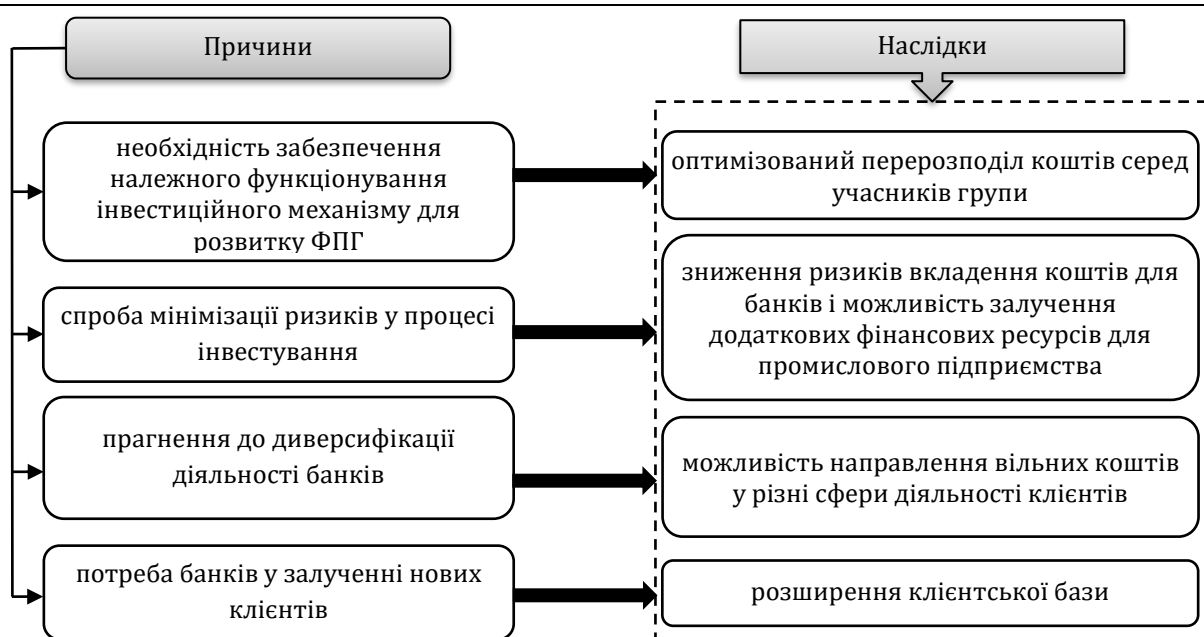 Причини
Наслідки
необхідність забезпечення
належного функціонування
інвестиційного механізму для
розвитку ФПГ
оптимізований перерозподіл коштів серед
учасників групи
спроба мінімізації ризиків у процесі
інвестування
зниження ризиків вкладення коштів для
банків і можливість залучення
додаткових фінансових ресурсів для
промислового підприємства
прагнення до диверсифікації
діяльності банків
можливість направлення вільних коштів
у різні сфери діяльності клієнтів
потреба банків у залученні нових
клієнтів
розширення клієнтської бази